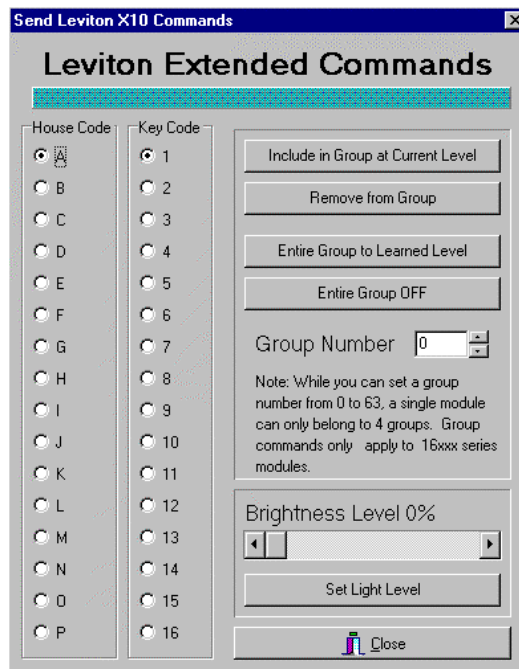 Send Leviton X10 Commands
Leviton Extended Commands
House Code
A
B
C
D
E
F
G
H
I
J
K
L
M
N
O
P
Key Code
1
2
3
4
5
6
7
8
9
10
11
12
13
14
15
16
Include in Group at Current Level
Remove from Group
Entire Group to Learned Level
Entire Group OFF
Group Number 0
Note: While you can set a group
number from 0 to 63, a single module
can only belong to 4 groups. Group
commands only apply to 16xxx series
modules.
Brightness Level 0%
Set Light Level
Close